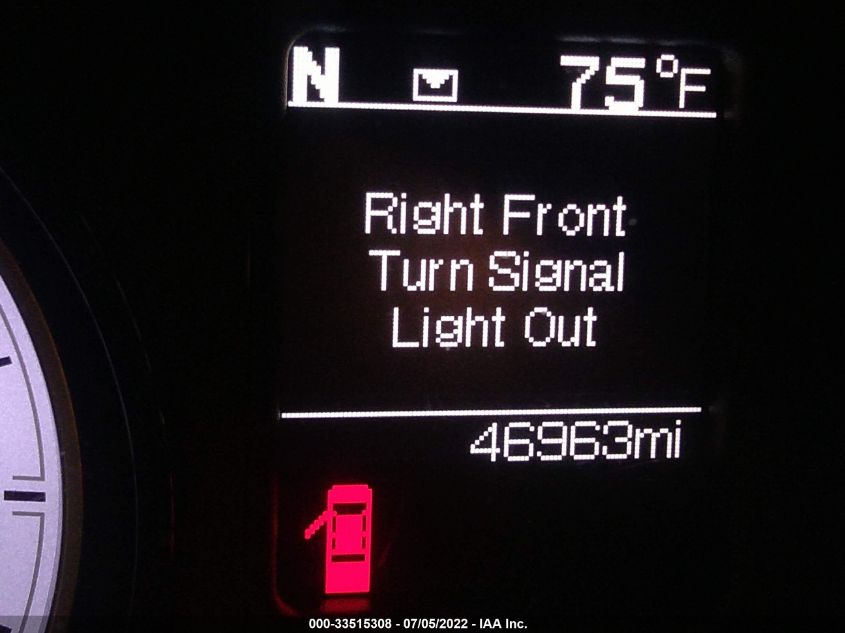 N 75°F
Right Front
Turn Signal
Light Out
46963mi
000-33515308 - 07/05/2022 - IAA Inc.